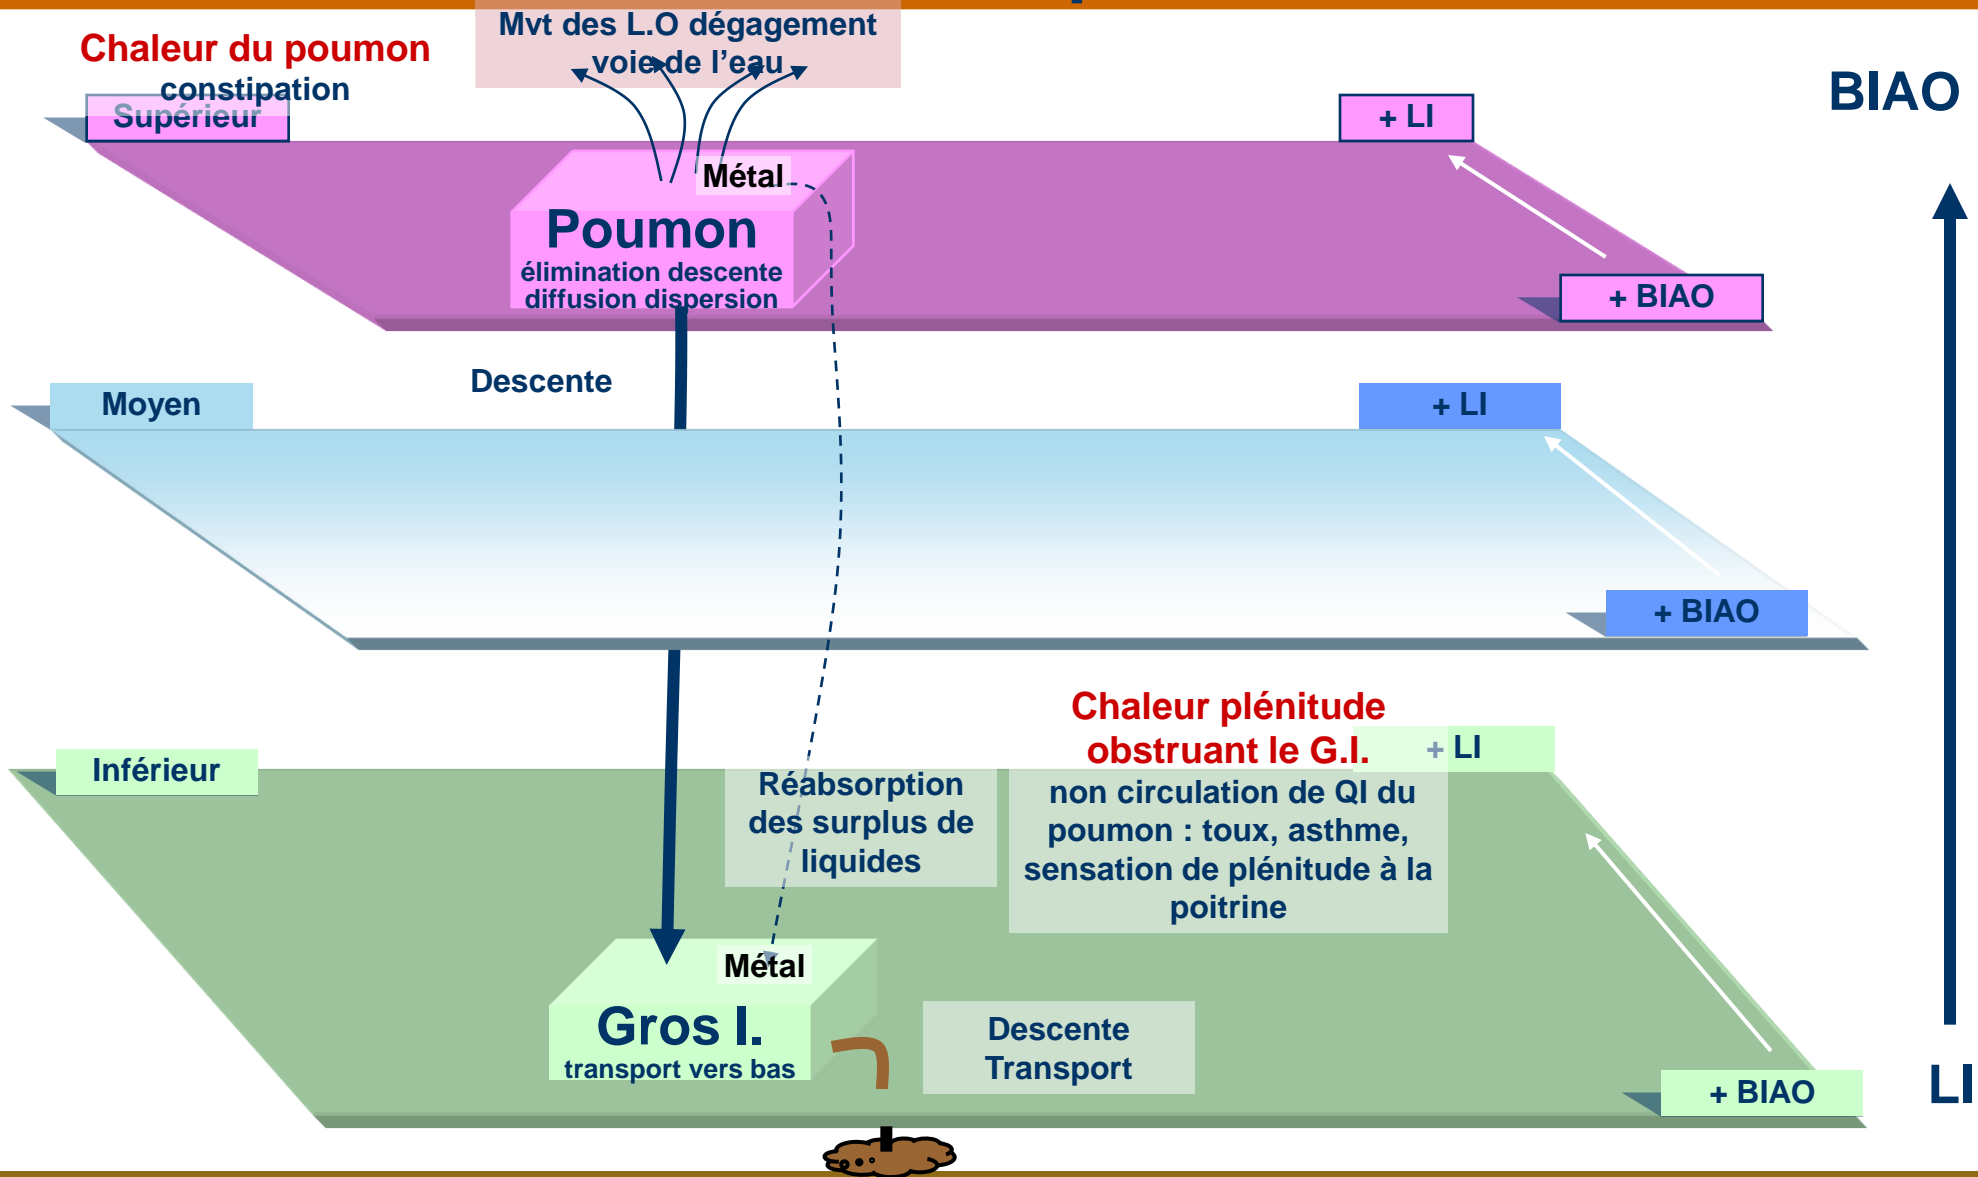 Mvt des L.O dégagement
voie de l'eau
Chaleur du poumon
constipation
Supérieur
+ LI
BIAO
Métal
Poumon
élimination descente
diffusion dispersion
+ BIAO
Descente
Moyen
+ LI
+ BIAO
Chaleur plénitude
obstruant le G.I.
+ LI
Inférieur
Réabsorption
des surplus de
liquides
non circulation de QI du
poumon : toux, asthme,
sensation de plénitude à la
poitrine
Métal
Gros I.
transport vers bas
Descente
Transport
+ BIAO
LI